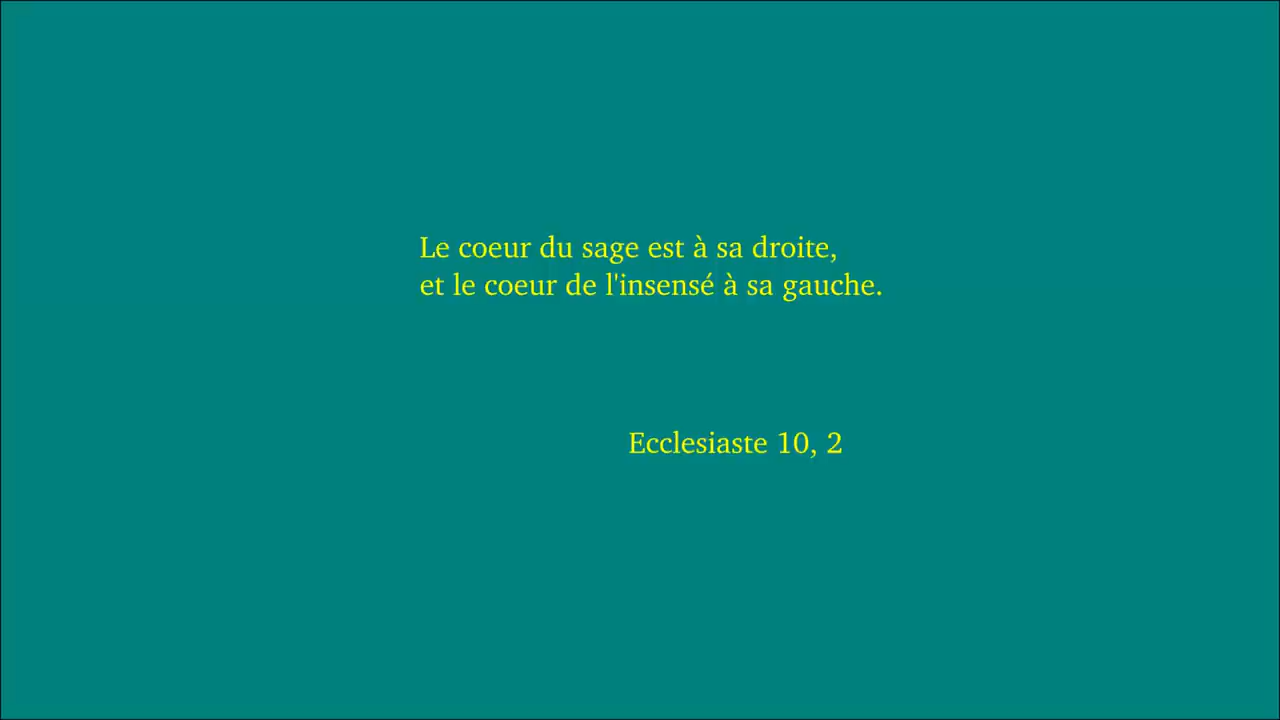 Le coeur du sage est à sa droite,
et le coeur de l'insensé à sa gauche.
Ecclesiaste 10, 2